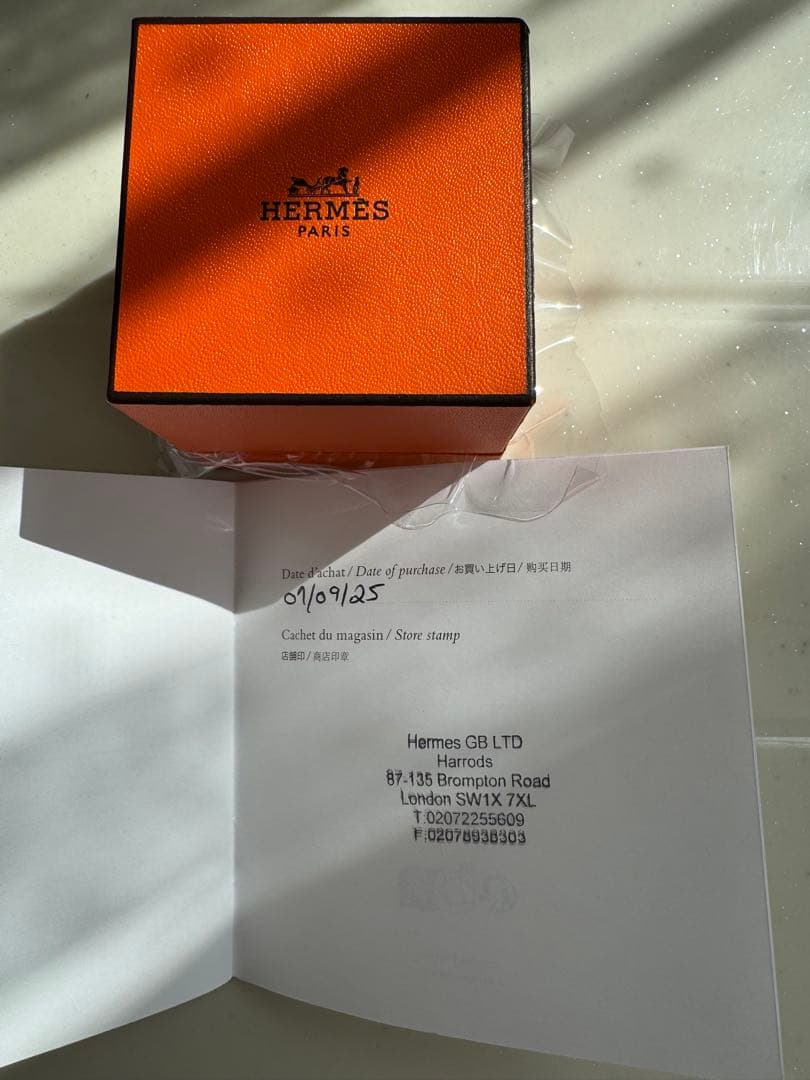 HERMÈS
PARIS
Date d'achat / Date of purchase / お買い上げ日 / 购买日期
01/09/25
Cachet du magasin / Store stamp
店舗印 / 商店印章
Hermes GB LTD
Harrods
87-135 Brompton Road
London SW1X 7XL
T:02072255609